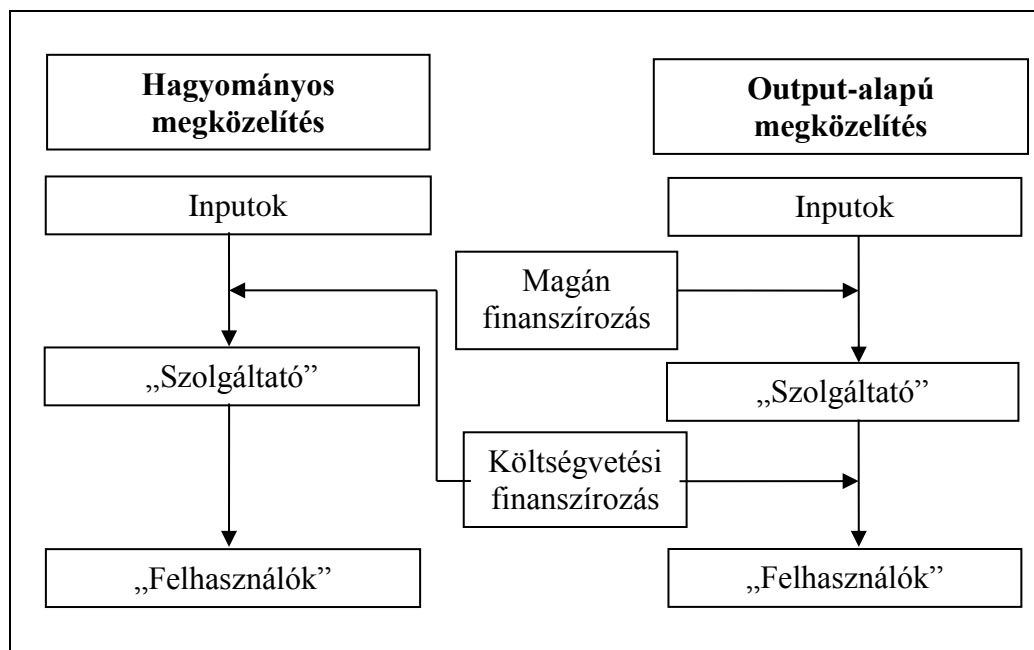 Hagyományos
megközelítés
Output-alapú
megközelítés
Inputok
Inputok
Magán
finanszírozás
„Szolgáltató”
„Szolgáltató”
Költségvetési
finanszírozás
„Felhasználók”
„Felhasználók”